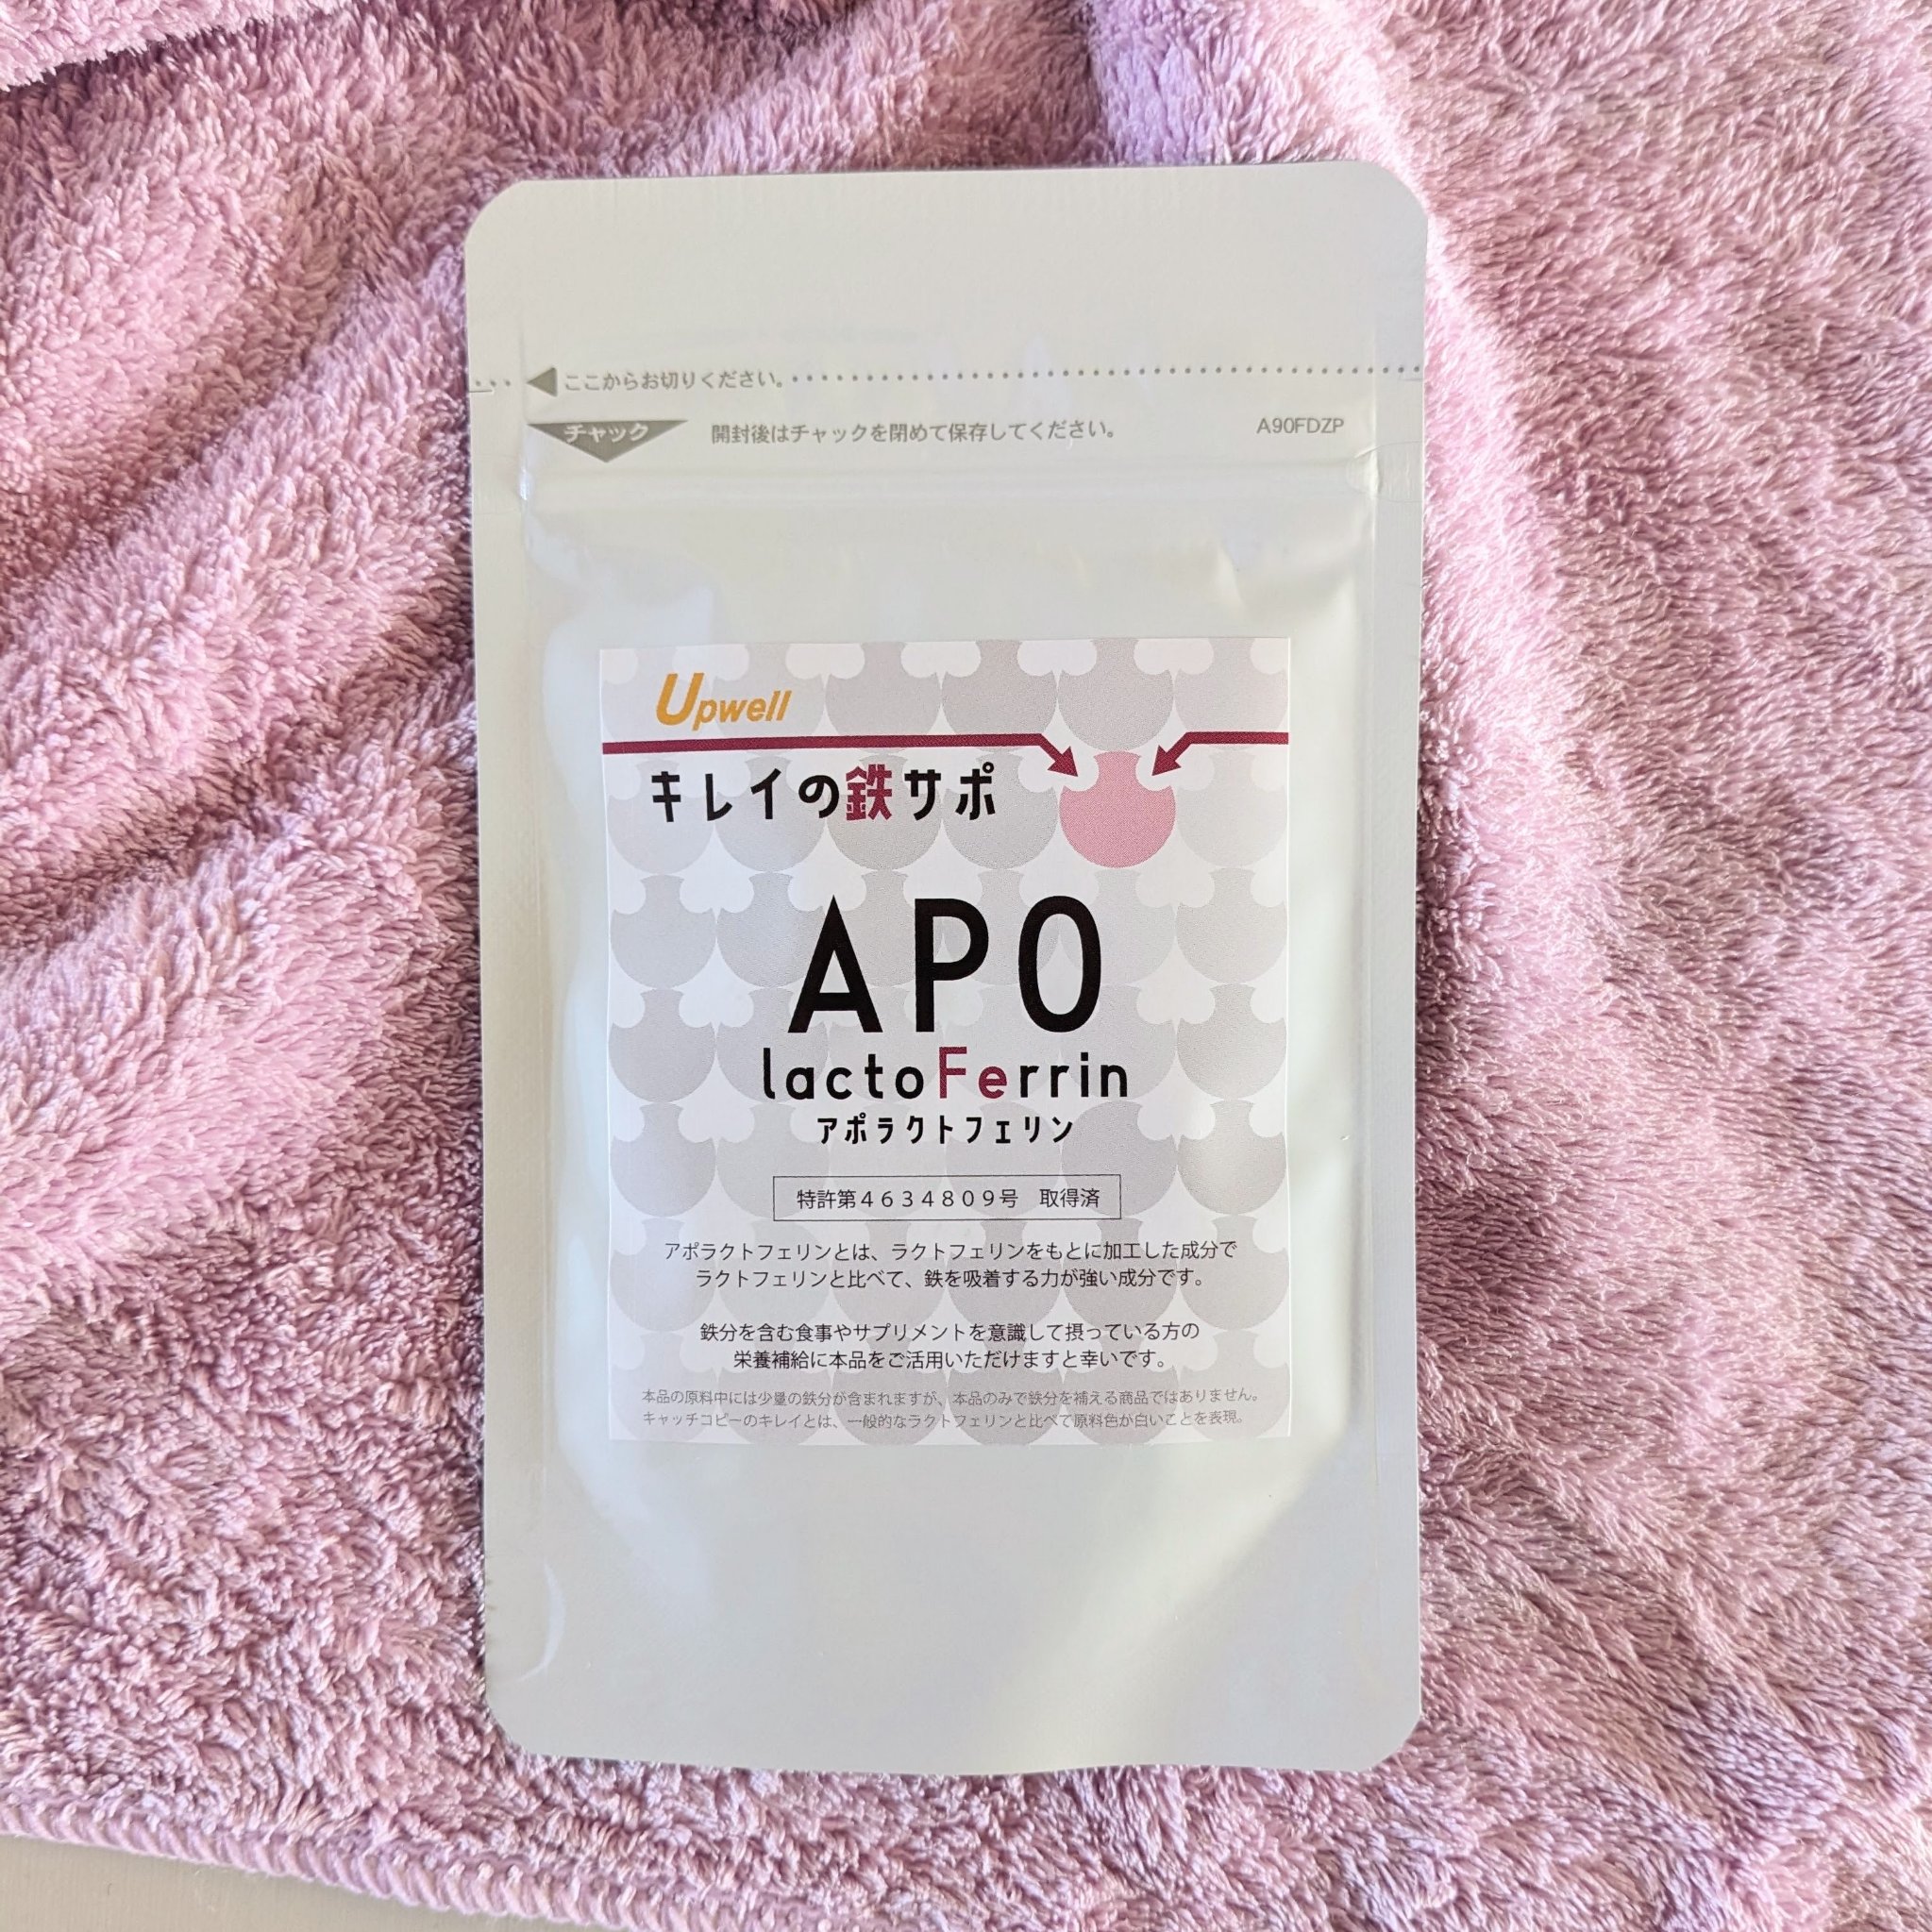 ここからお切りください。
チャック 開封後はチャックを閉めて保存してください。 A90FDZP
Upwell
キレイの鉄サポ
APO
lactoFerrin
アポラクトフェリン
特許第4634809号 取得済
アポラクトフェリンとは、ラクトフェリンをもとに加工した成分で
ラクトフェリンと比べて、鉄を吸着する力が強い成分です。
鉄分を含む食事やサプリメントを意識して摂っている方の
栄養補給に本品をご活用いただけますと幸いです。
本品の原料中には少量の鉄分が含まれますが、本品のみで鉄分を補える商品ではありません。
キャッチコピーのキレイとは、一般的なラクトフェリンと比べて原料色が白いことを表現。